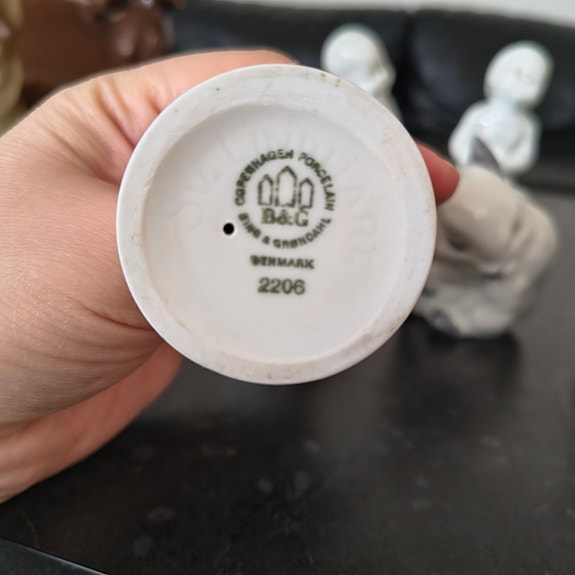 COPENHAGEN PORCELAIN
B&G
BING & GRØNDAHL
DENMARK
2206